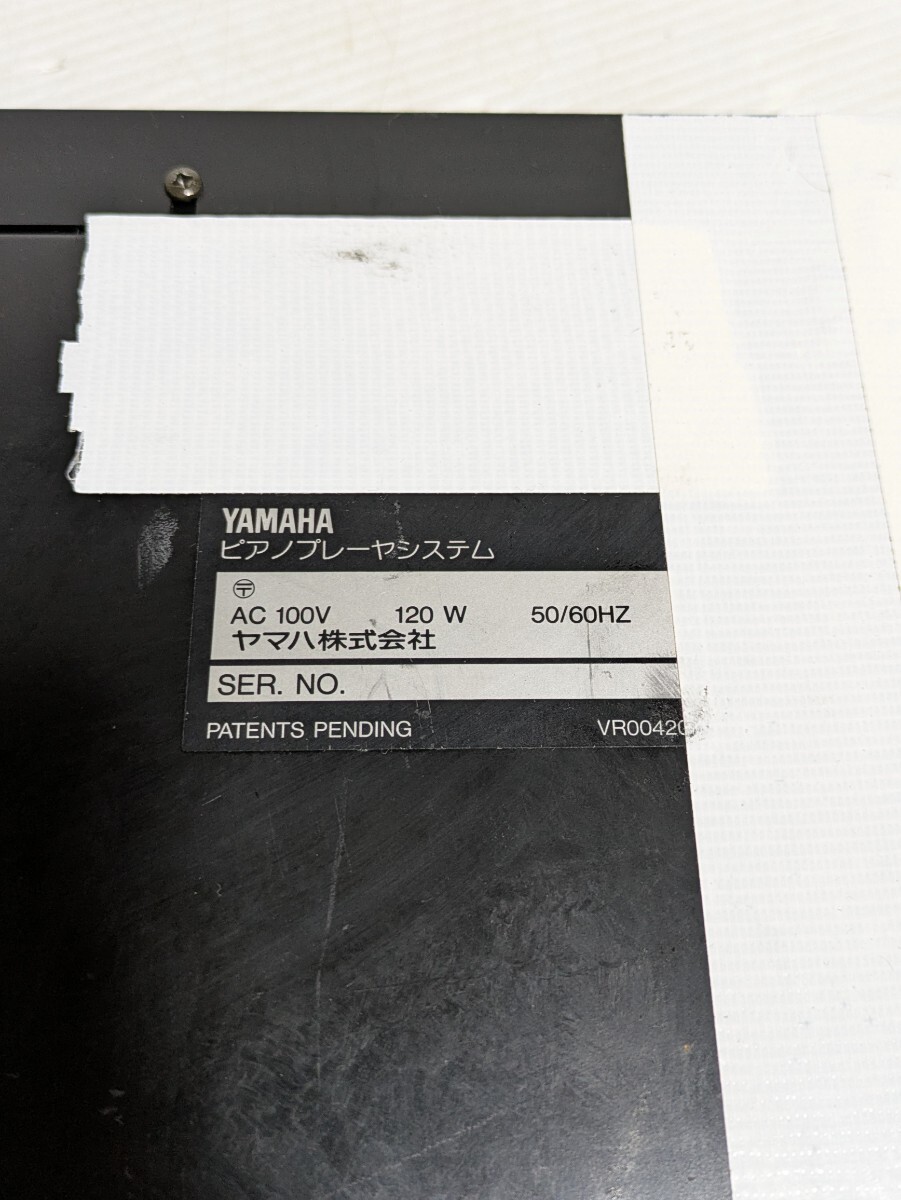 YAMAHA
ピアノプレーヤシステム
〶
AC 100V 120 W 50/60HZ
ヤマハ株式会社
SER. NO.
PATENTS PENDING VR00420